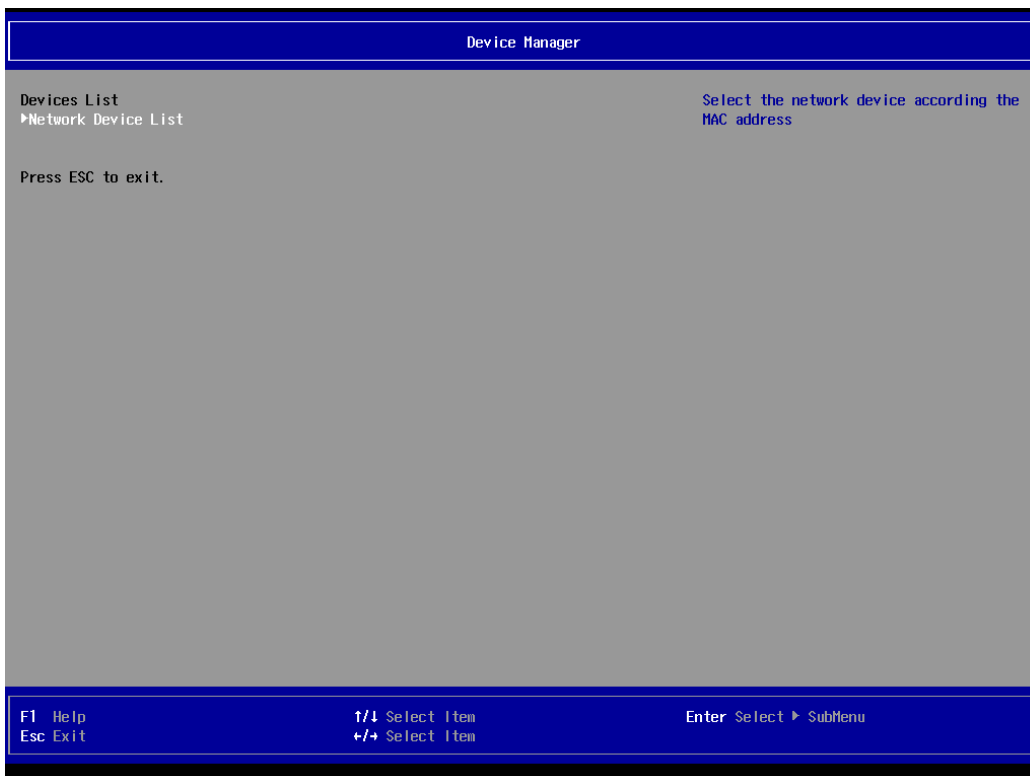 Device Manager
Devices List
▶Network Device List
Press ESC to exit.
Select the network device according the
MAC address
F1 Help
Esc Exit
↑/↓ Select Item
←/→ Select Item
Enter Select ▶ SubMenu